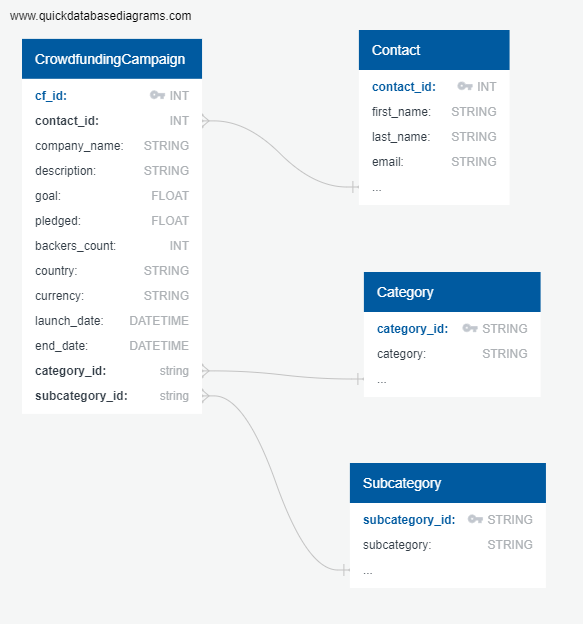 www.quickdatabasediagrams.com
CrowdfundingCampaign
cf_id: INT
contact_id: INT
company_name: STRING
description: STRING
goal: FLOAT
pledged: FLOAT
backers_count: INT
country: STRING
currency: STRING
launch_date: DATETIME
end_date: DATETIME
category_id: string
subcategory_id: string
Contact
contact_id: INT
first_name: STRING
last_name: STRING
email: STRING
...
Category
category_id: STRING
category: STRING
...
Subcategory
subcategory_id: STRING
subcategory: STRING
...